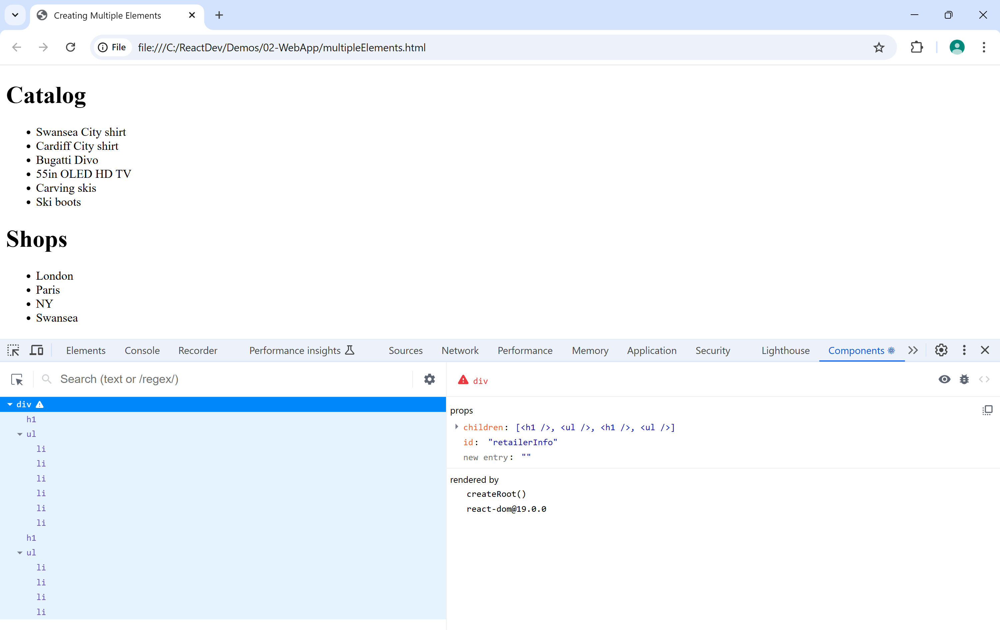 Creating Multiple Elements
File file:///C:/ReactDev/Demos/02-WebApp/multipleElements.html
Catalog
Swansea City shirt
Cardiff City shirt
Bugatti Divo
55in OLED HD TV
Carving skis
Ski boots
Shops
London
Paris
NY
Swansea
Elements Console Recorder Performance insights Sources Network Performance Memory Application Security Lighthouse Components
Search (text or /regex/)
div
h1
ul
li
li
li
li
li
li
h1
ul
li
li
li
li
div
props
children: [<h1 />, <ul />, <h1 />, <ul />]
id: "retailerInfo"
new entry: ""
rendered by
createRoot()
react-dom@19.0.0